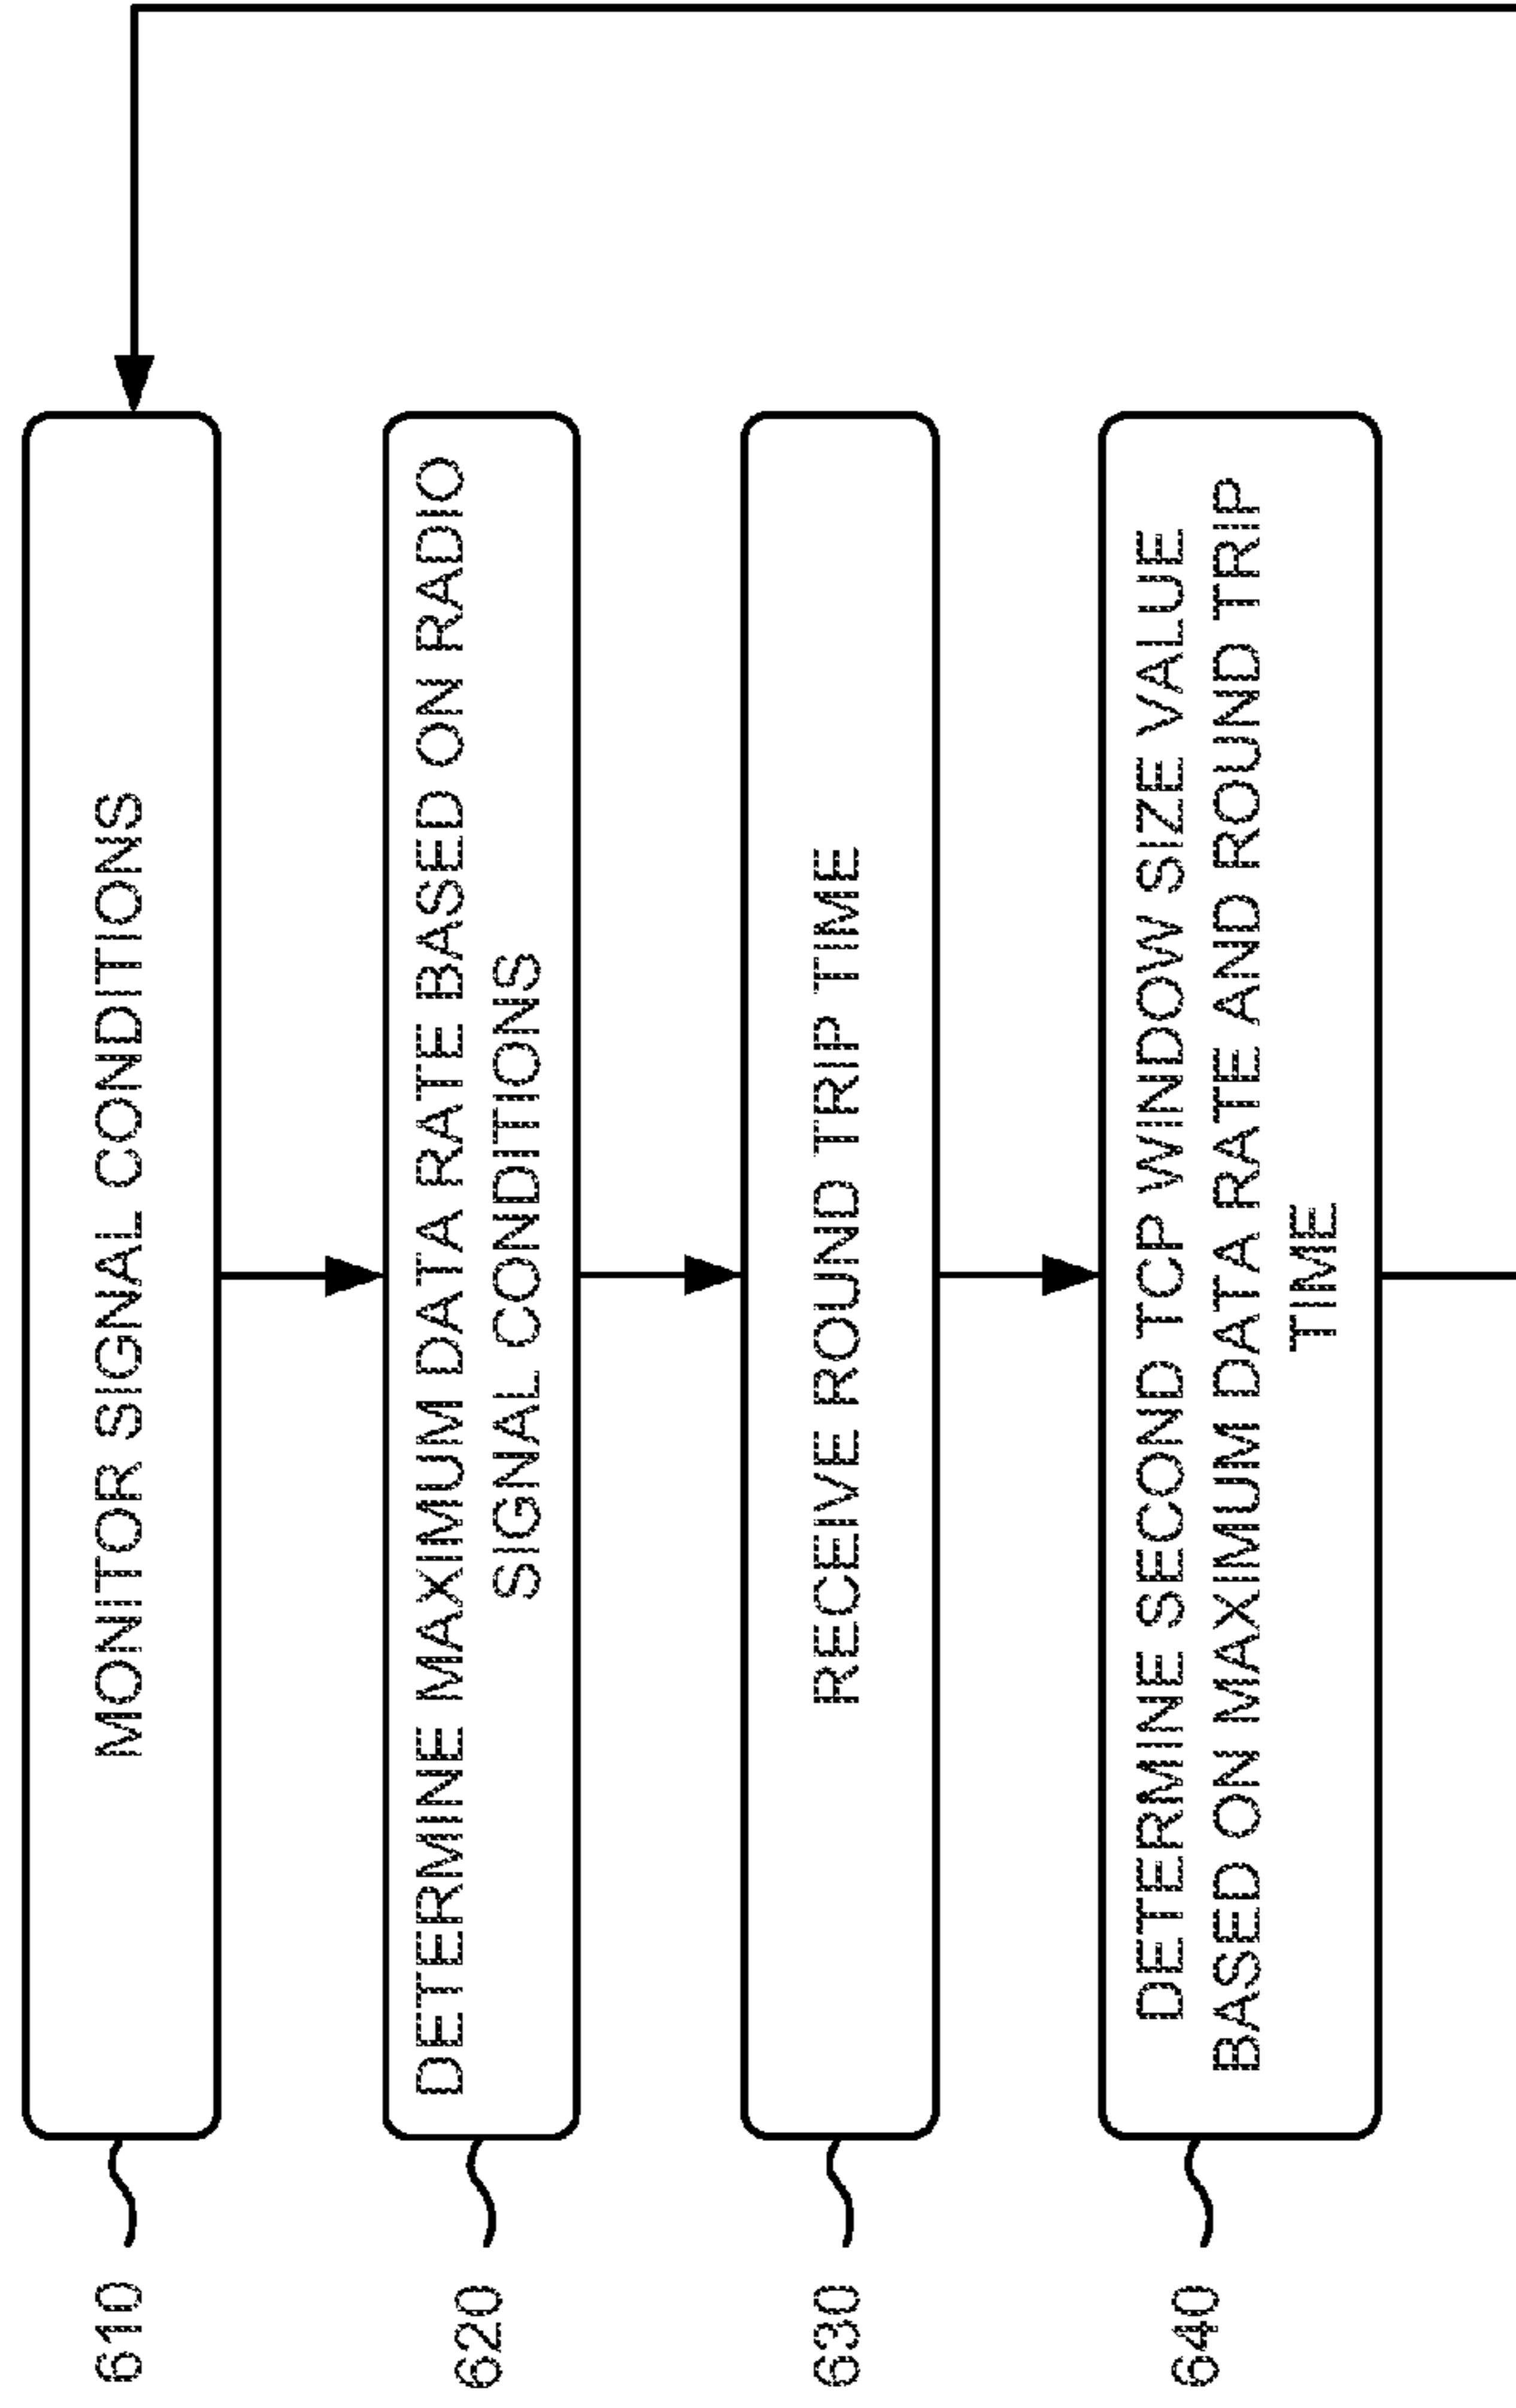 610
MONITOR SIGNAL CONDITIONS
620
DETERMINE MAXIMUM DATA RATE BASED ON RADIO
SIGNAL CONDITIONS
630
RECEIVE ROUND TRIP TIME
640
DETERMINE SECOND TCP WINDOW SIZE VALUE
BASED ON MAXIMUM DATA RATE AND ROUND TRIP
TIME